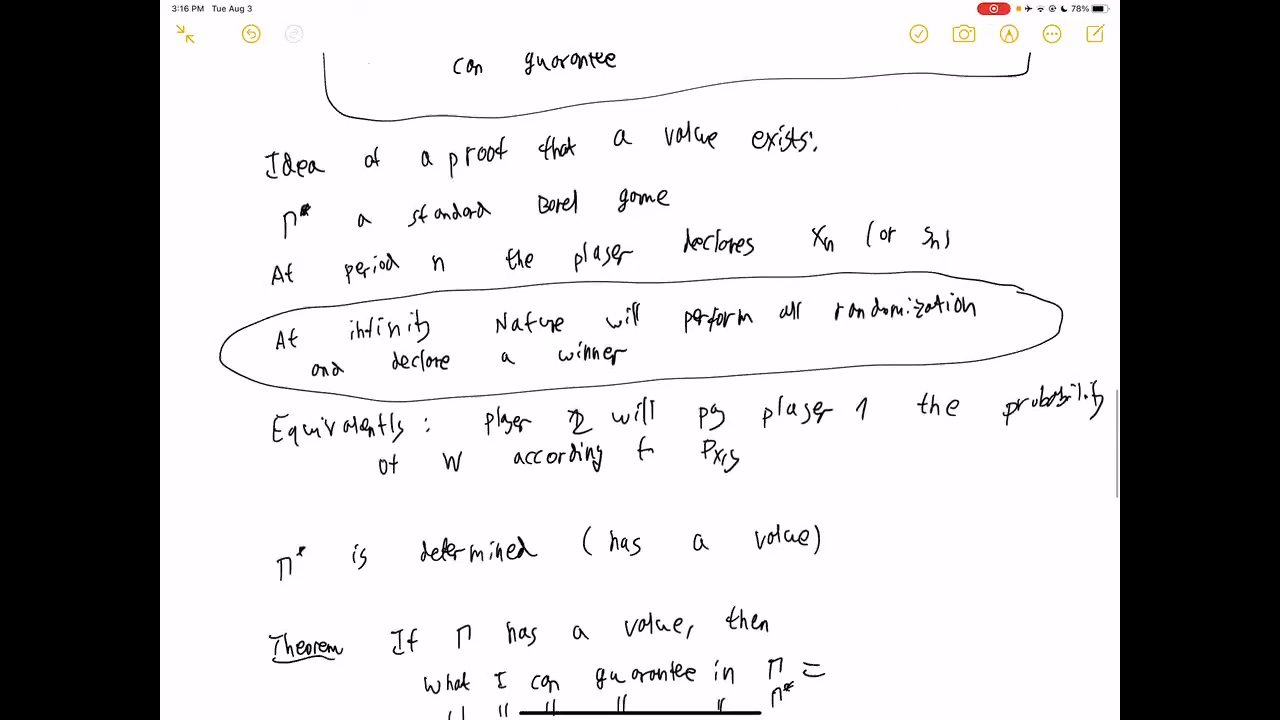 3:16 PM Tue Aug 3
78%
can guarantee
Idea of a proof that a value exists:
Γ* a standard Borel game
At period n the player declares xn (or sn)
At infinity Nature will perform all randomization
and declare a winner
Equivalently: player 2 will pay player 1 the probability
of W according to Px,s
Γ* is determined (has a value)
Theorem If Γ has a value, then
What I can guarantee in Γ =
" " " " Γ*